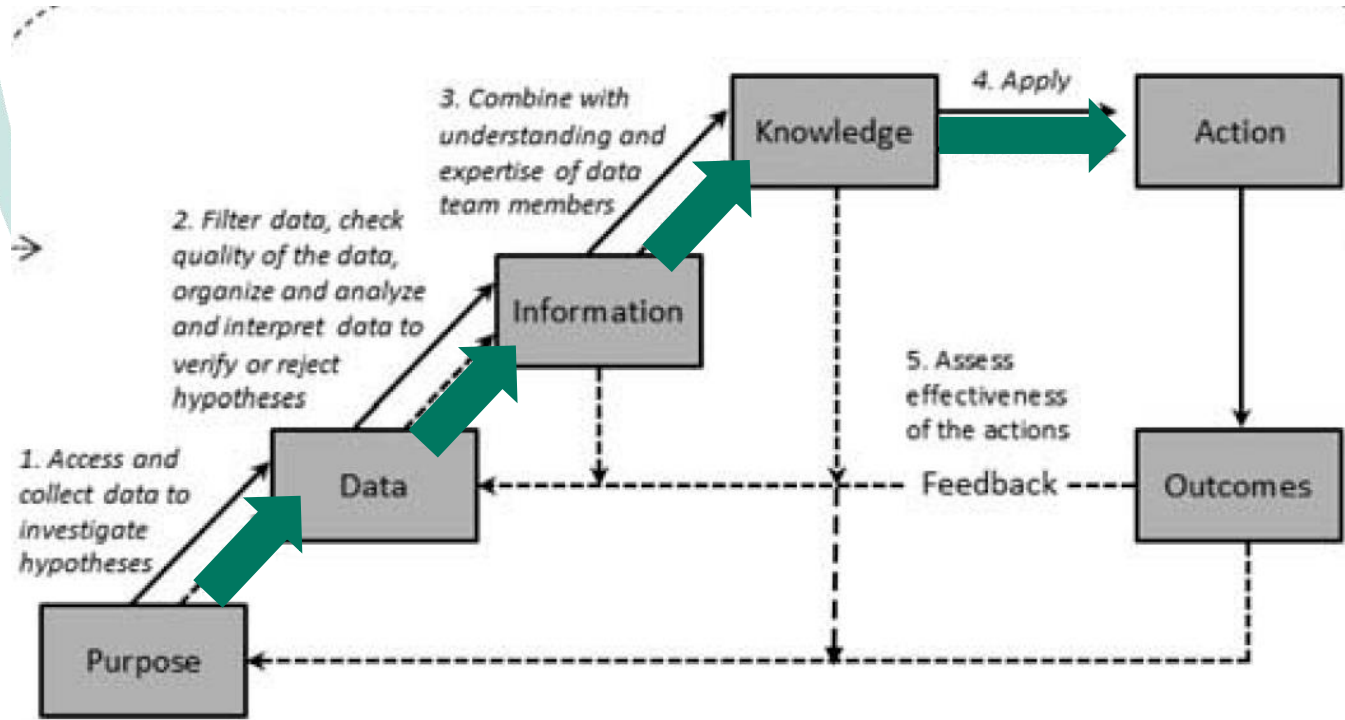 3. Combine with
understanding and
expertise of data
team members
Knowledge
4. Apply
Action
2. Filter data, check
quality of the data,
organize and analyze
and interpret data to
verify or reject
hypotheses
Information
5. Assess
effectiveness
of the actions
1. Access and
collect data to
investigate
hypotheses
Data
Feedback
Outcomes
Purpose